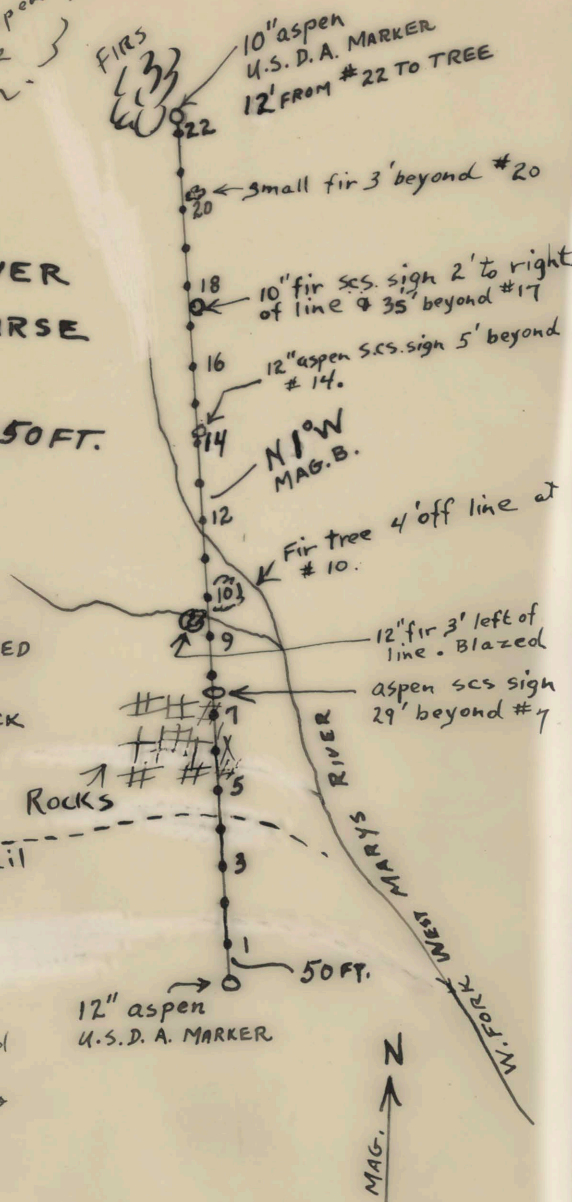 FIRS
10" aspen
U.S.D.A. MARKER
12' FROM #22 TO TREE
22
small fir 3' beyond #20
20
18
10" fir scs. sign 2' to right
of line & 35' beyond #17
VER
RSE
16
12" aspen s.c.s. sign 5' beyond
#14.
50 FT.
14
N 1° W
MAG. B.
12
Fir tree 4' off line at
#10.
10
9
12" fir 3' left of
line. Blazed
ED
aspen scs sign
29' beyond #7
7
CK
5
Rocks
il
3
1
50 FT.
12" aspen
U.S.D.A. MARKER
W. FORK WEST MARYS RIVER
N
MAG.